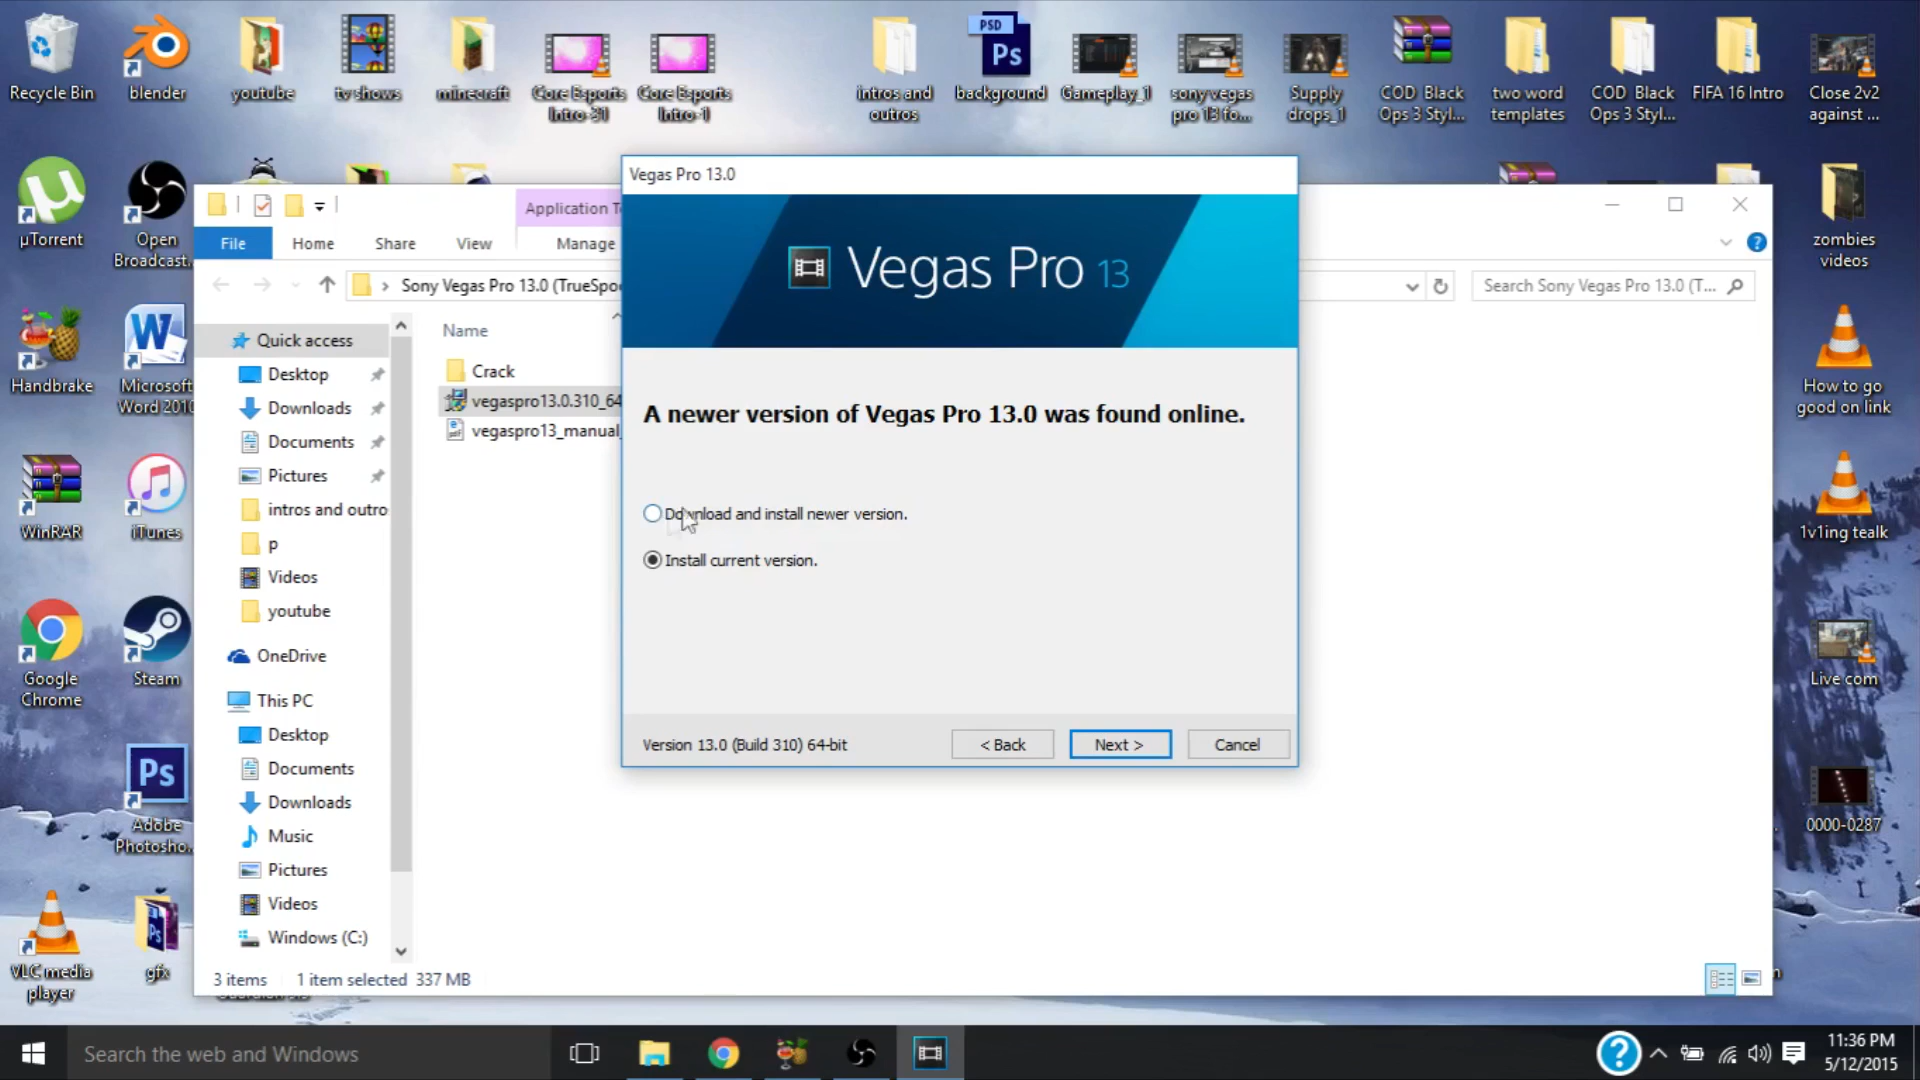 Recycle Bin
blender
youtube
tv shows
minecraft
Core Esports
Intro 31
Core Esports
Intro 1
intros and
outros
PSD
Ps
background
Gameplay_1
sony vegas
pro 13 fo...
Supply
drops_1
COD Black
Ops 3 Styl...
two word
templates
COD Black
Ops 3 Styl...
FIFA 16 Intro
Close 2v2
against ...
µTorrent
Open
Broadcast...
zombies
videos
Handbrake
Microsoft
Word 2010
How to go
good on link
WinRAR
iTunes
1v1ing tealk
Google
Chrome
Steam
Live com
Ps
Adobe
Photosho...
0000-0287
VLC media
player
gfx
Application To
File
Home
Share
View
Manage
Sony Vegas Pro 13.0 (TrueSpo
Search Sony Vegas Pro 13.0 (T...
Quick access
Desktop
Downloads
Documents
Pictures
intros and outro
p
Videos
youtube
OneDrive
This PC
Desktop
Documents
Downloads
Music
Pictures
Videos
Windows (C:)
Name
Crack
vegaspro13.0.310_64
vegaspro13_manual_
3 items
1 item selected 337 MB
Vegas Pro 13.0
Vegas Pro 13
A newer version of Vegas Pro 13.0 was found online.
Download and install newer version.
Install current version.
Version 13.0 (Build 310) 64-bit
< Back
Next >
Cancel
Search the web and Windows
11:36 PM
5/12/2015